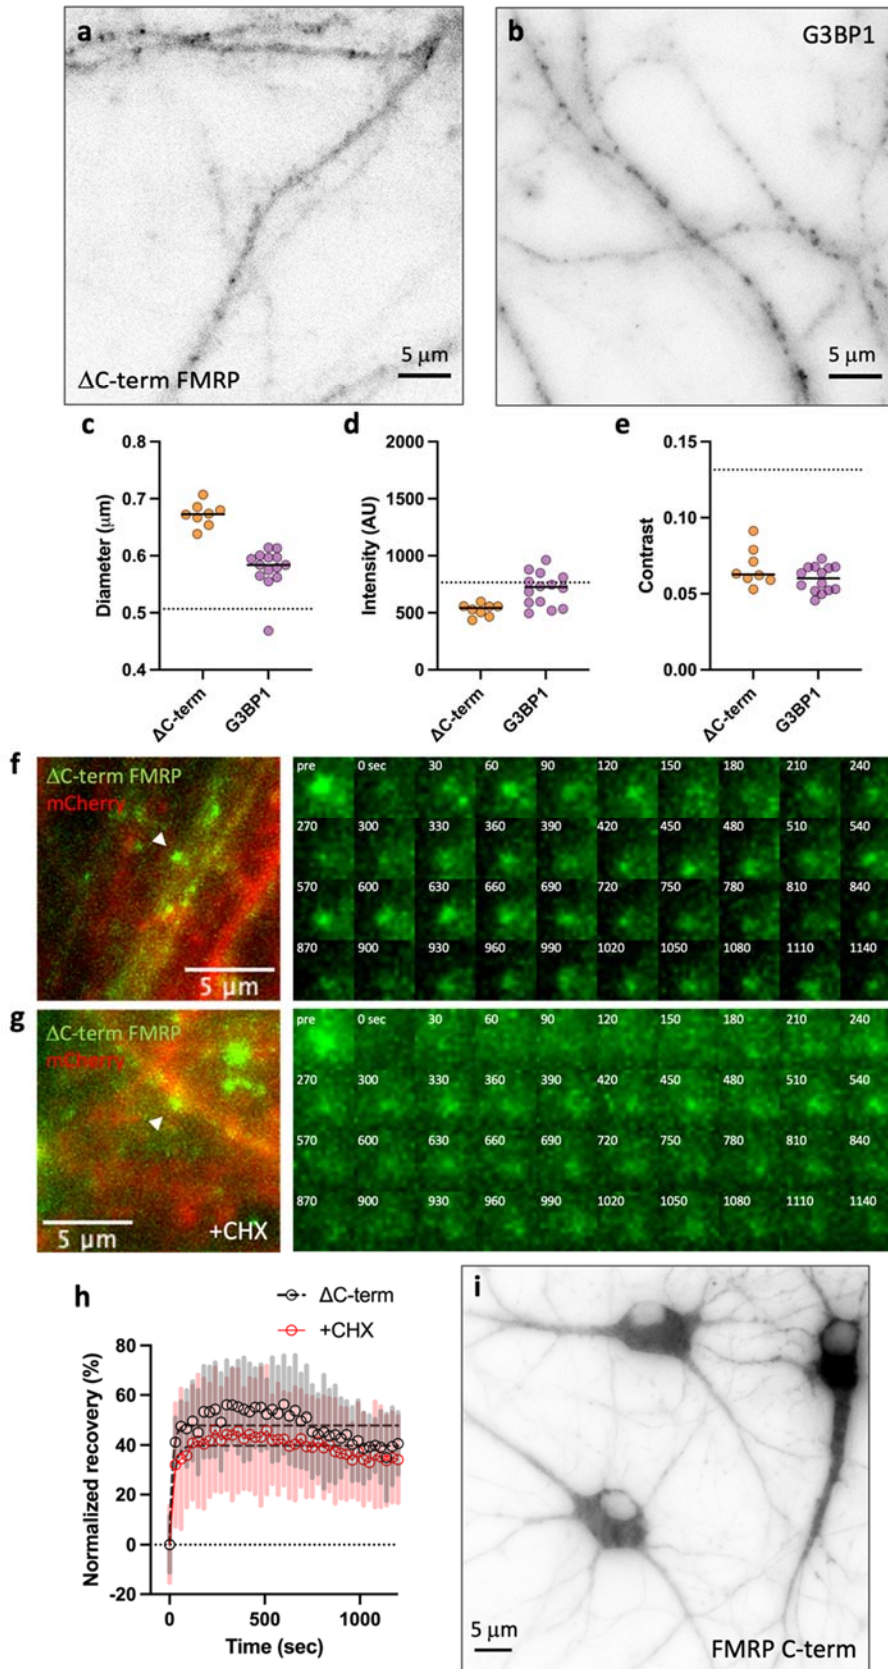 a
ΔC-term FMRP
5 μm
b
G3BP1
5 μm
c
0.8
0.7
0.6
0.5
0.4
Diameter (μm)
ΔC-term
G3BP1
d
2000
1500
1000
500
0
Intensity (AU)
ΔC-term
G3BP1
e
0.15
0.10
0.05
0.00
Contrast
ΔC-term
G3BP1
f
ΔC-term FMRP
mCherry
5 μm
pre 0 sec 30 60 90 120 150 180 210 240
270 300 330 360 390 420 450 480 510 540
570 600 630 660 690 720 750 780 810 840
870 900 930 960 990 1020 1050 1080 1110 1140
g
ΔC-term FMRP
mCherry
5 μm
+CHX
pre 0 sec 30 60 90 120 150 180 210 240
270 300 330 360 390 420 450 480 510 540
570 600 630 660 690 720 750 780 810 840
870 900 930 960 990 1020 1050 1080 1110 1140
h
ΔC-term
+CHX
80
60
40
20
0
-20
Normalized recovery (%)
0 500 1000
Time (sec)
i
5 μm
FMRP C-term